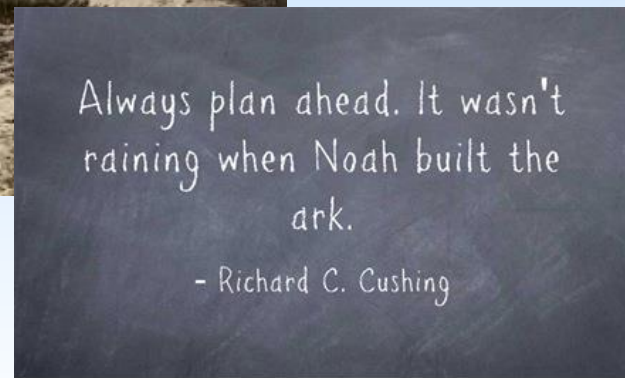 Always plan ahead. It wasn't
raining when Noah built the
ark.
- Richard C. Cushing